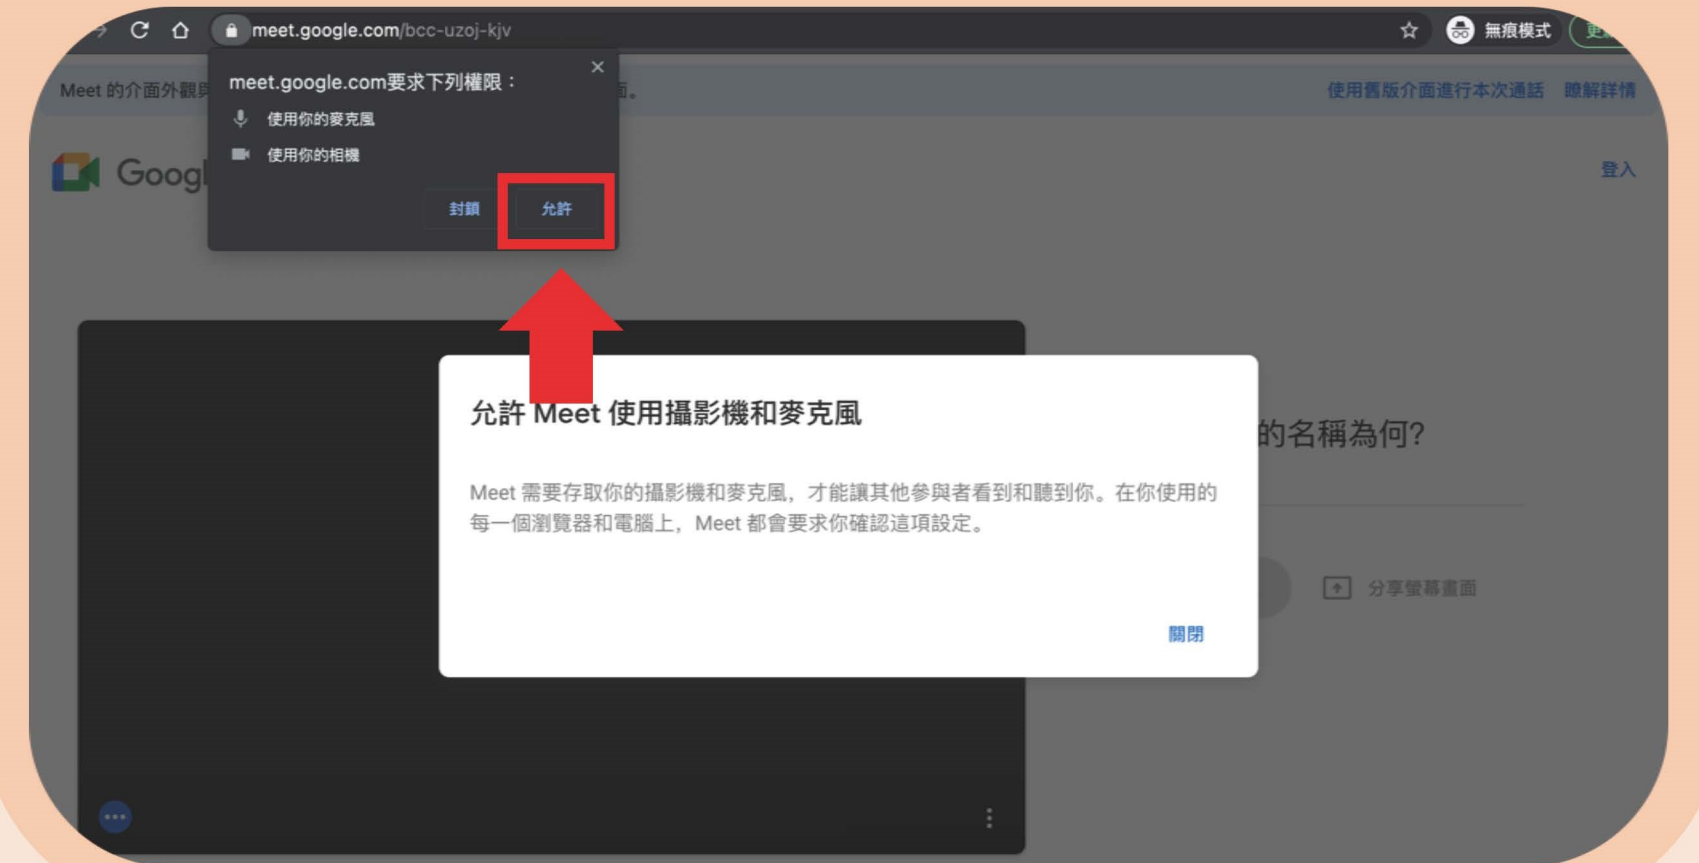 meet.google.com/bcc-uzoj-kjv
無痕模式
meet.google.com要求下列權限：
使用你的麥克風
使用你的相機
封鎖
允許
Meet 的介面外觀
面。
使用舊版介面進行本次通話 瞭解詳情
Googl
登入
允許 Meet 使用攝影機和麥克風
Meet 需要存取你的攝影機和麥克風，才能讓其他參與者看到和聽到你。在你使用的
每一個瀏覽器和電腦上，Meet 都會要求你確認這項設定。
關閉
的名稱為何?
分享螢幕畫面